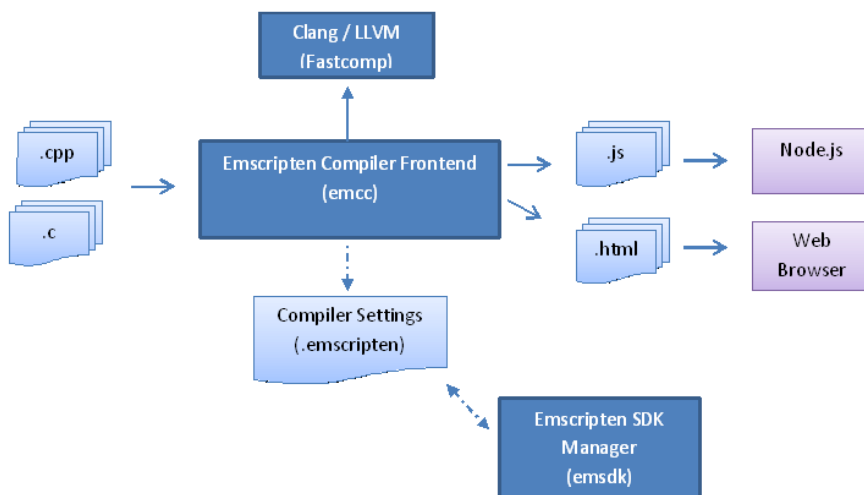 Clang / LLVM
(Fastcomp)
.cpp
.c
Emscripten Compiler Frontend
(emcc)
.js
Node.js
.html
Web
Browser
Compiler Settings
(.emscripten)
Emscripten SDK
Manager
(emsdk)